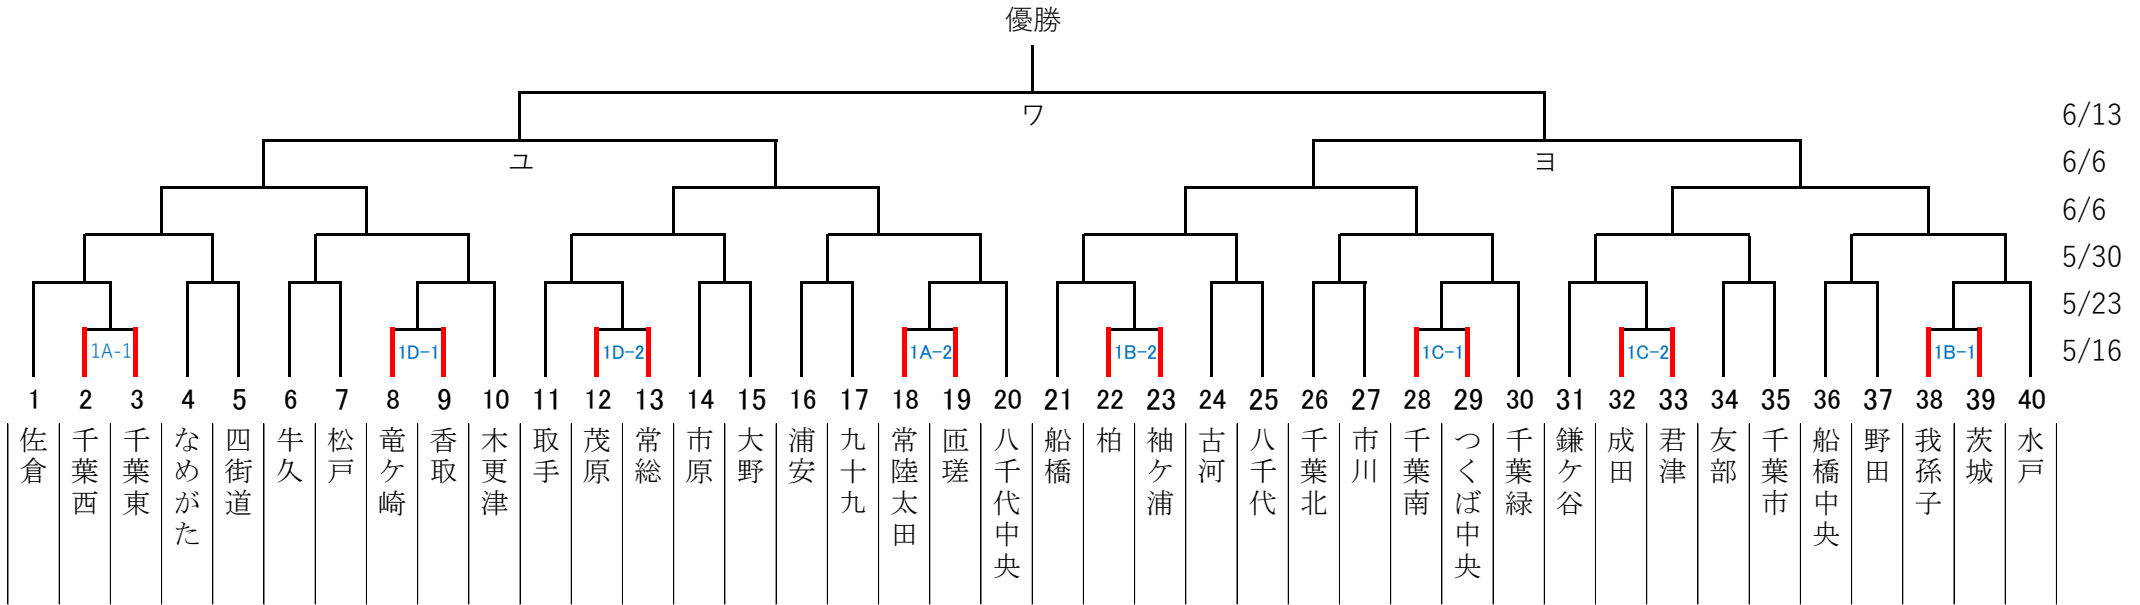 優勝
ワ
6/13
ユ
ヨ
6/6
6/6
5/30
5/23
1A-1
1D-1
1D-2
1A-2
1B-2
1C-1
1C-2
1B-1
5/16
1 2 3 4 5 6 7 8 9 10 11 12 13 14 15 16 17 18 19 20 21 22 23 24 25 26 27 28 29 30 31 32 33 34 35 36 37 38 39 40
佐倉
千葉西
千葉東
なめがた
四街道
牛久
松戸
竜ケ崎
香取
木更津
取手
茂原
常総
市原
大野
浦安
九十九
常陸太田
匝瑳
八千代中央
船橋
柏
袖ケ浦
古河
八千代
千葉北
市川
千葉南
つくば中央
千葉緑
鎌ケ谷
成田
君津
友部
千葉市
船橋中央
野田
我孫子
茨城
水戸